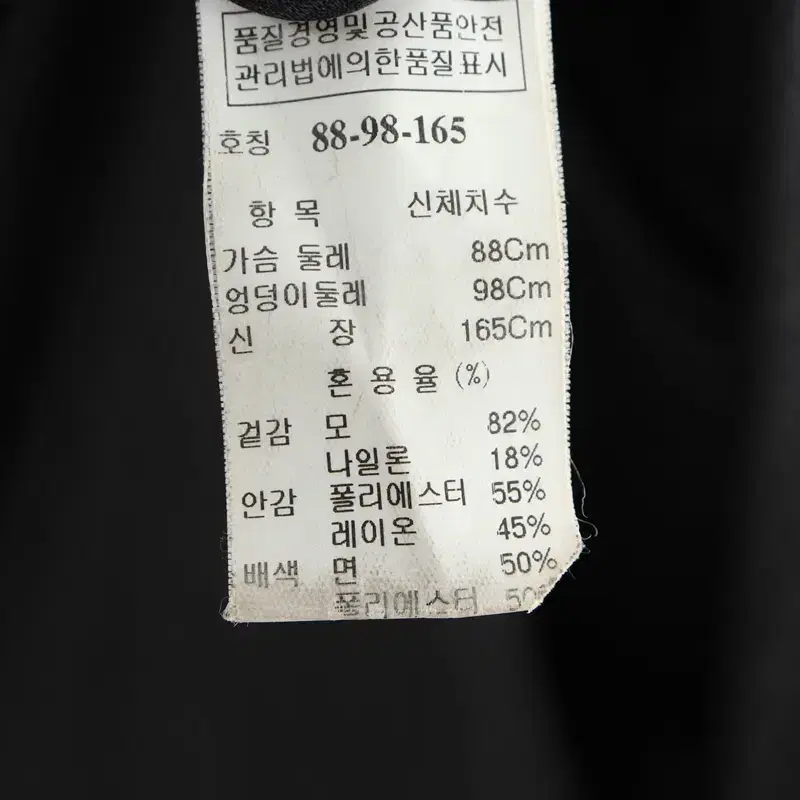 품질경영및공산품안전
관리법에의한품질표시
호칭 88-98-165
항 목 신체치수
가슴 둘레 88Cm
엉덩이둘레 98Cm
신 장 165Cm
혼 용 율 (%)
겉감 모 82%
나일론 18%
안감 폴리에스터 55%
레이온 45%
배색 면 50%
폴리에스터